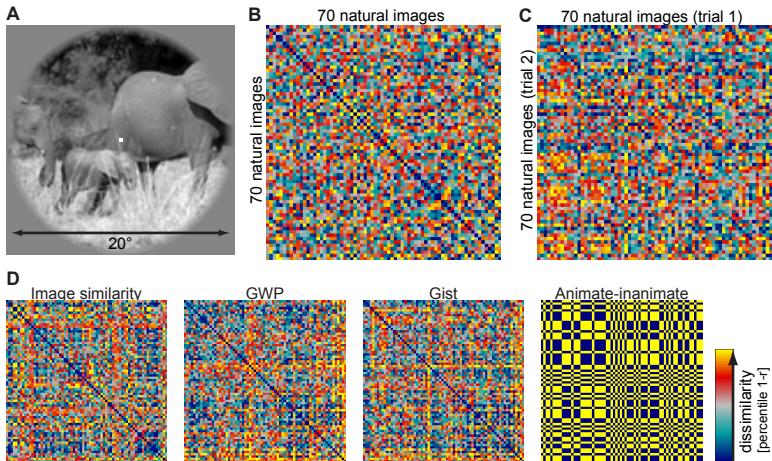 A
20°
B
70 natural images
70 natural images
C
70 natural images (trial 1)
70 natural images (trial 2)
D
Image similarity
GWP
Gist
Animate-inanimate
dissimilarity
[percentile 1-r]